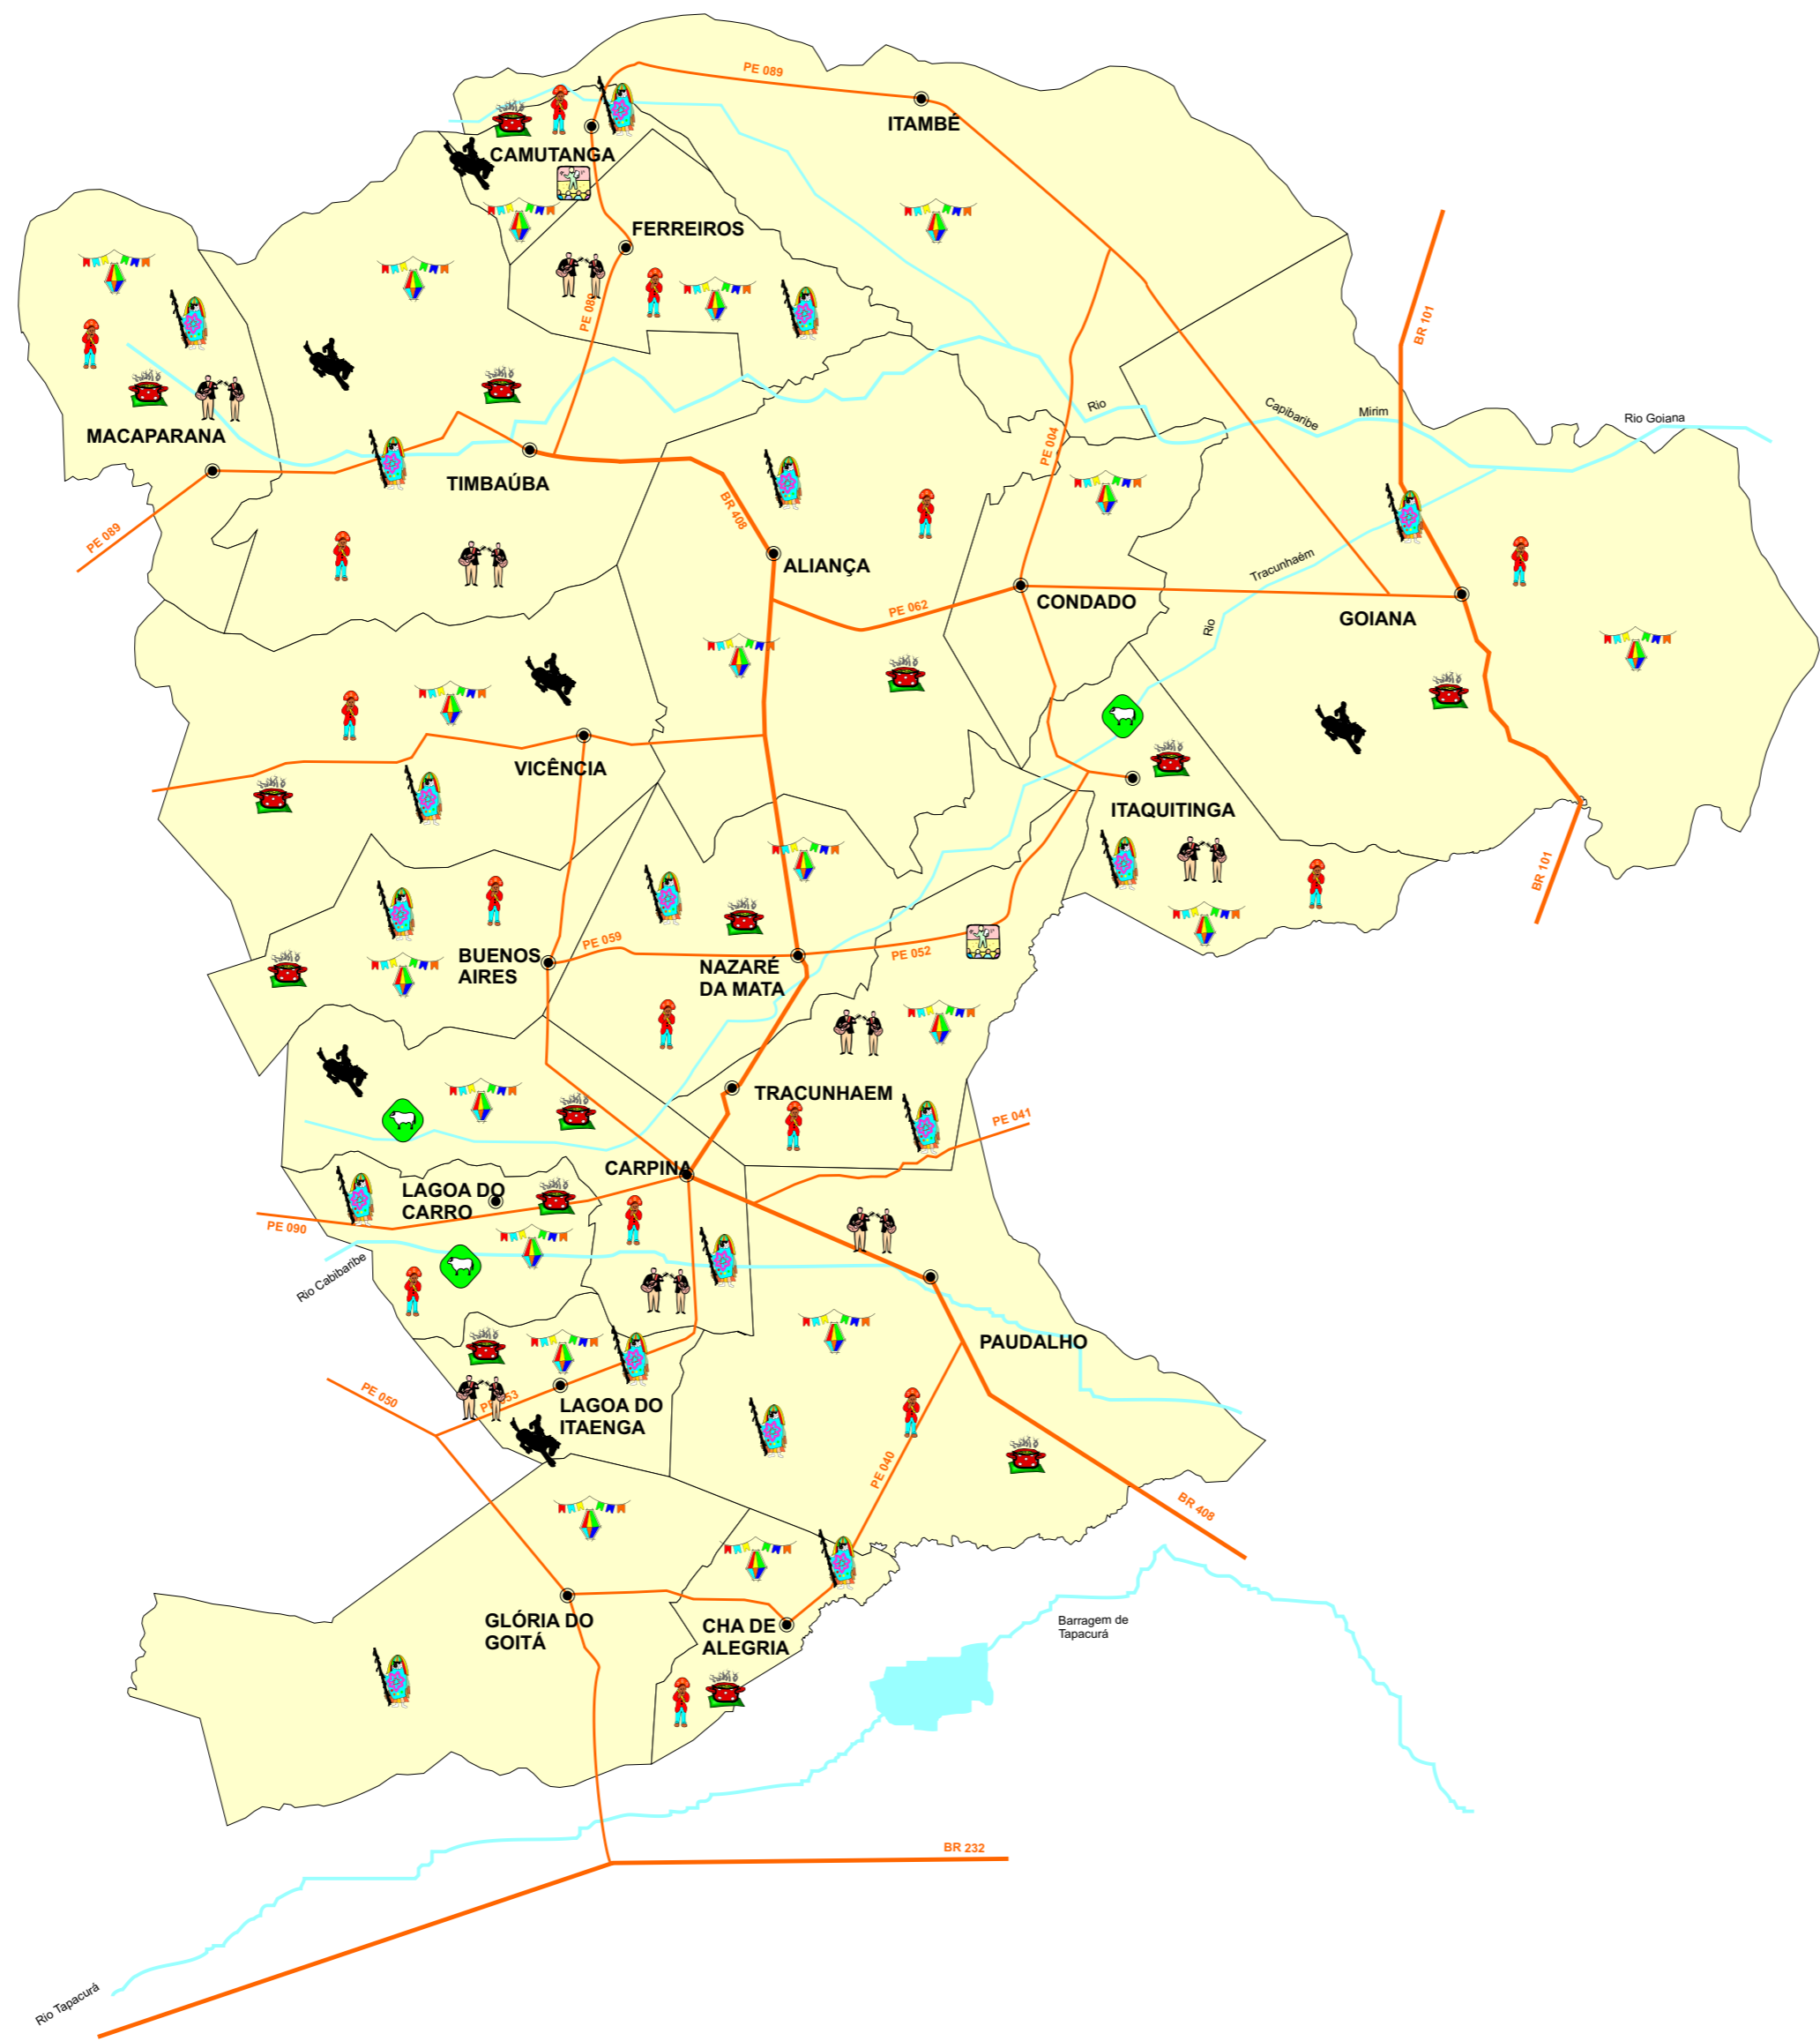 PE 089
ITAMBÉ
CAMUTANGA
FERREIROS
PE 089
BR 101
MACAPARANA
TIMBAÚBA
PE 089
BR 408
PE 004
Rio
Capibaribe
Mirim
Rio Goiana
ALIANÇA
PE 062
CONDADO
Tracunhaém
Rio
GOIANA
VICÊNCIA
ITAQUITINGA
BR 101
BUENOS
AIRES
PE 059
NAZARÉ
DA MATA
PE 052
TRACUNHAEM
PE 041
CARPINA
LAGOA DO
CARRO
PE 090
Rio Cabibaribe
PAUDALHO
PE 050
PE 053
LAGOA DO
ITAENGA
PE 040
BR 408
GLÓRIA DO
GOITÁ
CHA DE
ALEGRIA
Barragem de
Tapacurá
BR 232
Rio Tapacurá